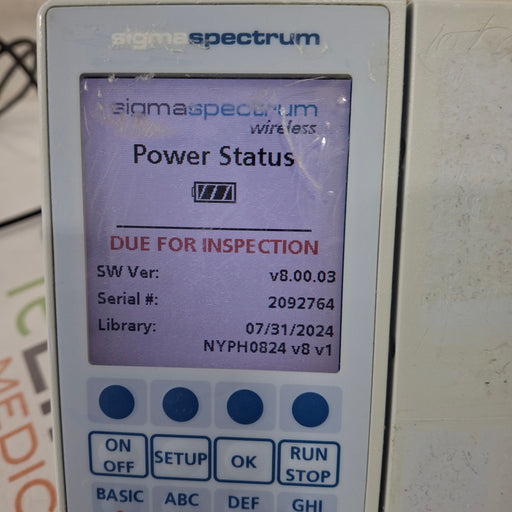 sigmaspectrum
sigmaspectrum
wireless
Power Status
DUE FOR INSPECTION
SW Ver: v8.00.03
Serial #: 2092764
Library: 07/31/2024
NYPH0824 v8 v1
ON OFF
SETUP
OK
RUN STOP
BASIC ABC DEF GHI
MEDIC